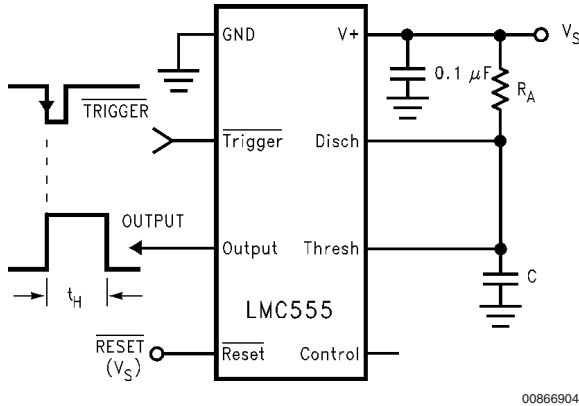 GND
V+
V_S
0.1 μF
R_A
TRIGGER
Trigger
Disch
OUTPUT
Output
Thresh
C
t_H
LMC555
RESET
(V_S)
Reset
Control
00866904